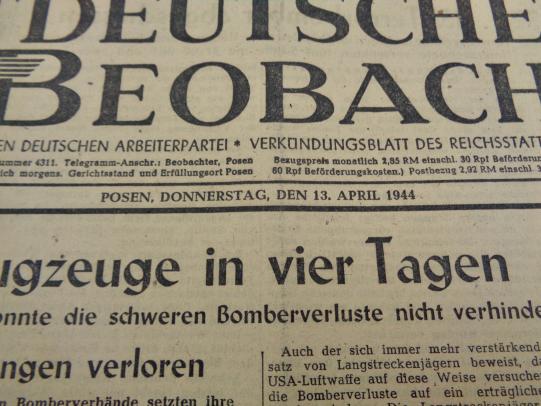 DEUTSCHE
BEOBACH
EN DEUTSCHEN ARBEITERPARTEI * VERKÜNDUNGSBLATT DES REICHSSTATT
ummer 4311. Telegramm-Anschr.: Beobachter, Posen
ich morgens. Gerichtsstand und Erfüllungsort Posen
Bezugspreis monatlich 2,85 RM einschl. 30 Rpf Beförderu
60 Rpf Beförderungskosten.) Postbezug 2,92 RM einschl.
POSEN, DONNERSTAG, DEN 13. APRIL 1944
ugzeuge in vier Tagen
onnte die schweren Bomberverluste nicht verhinde
ngen verloren
n Bomberverbände setzten ihre
Auch der sich immer mehr verstärkend
satz von Langstreckenjägern beweist, da
USA-Luftwaffe auf diese Weise versuche
die Bomberverluste auf ein erträgliche